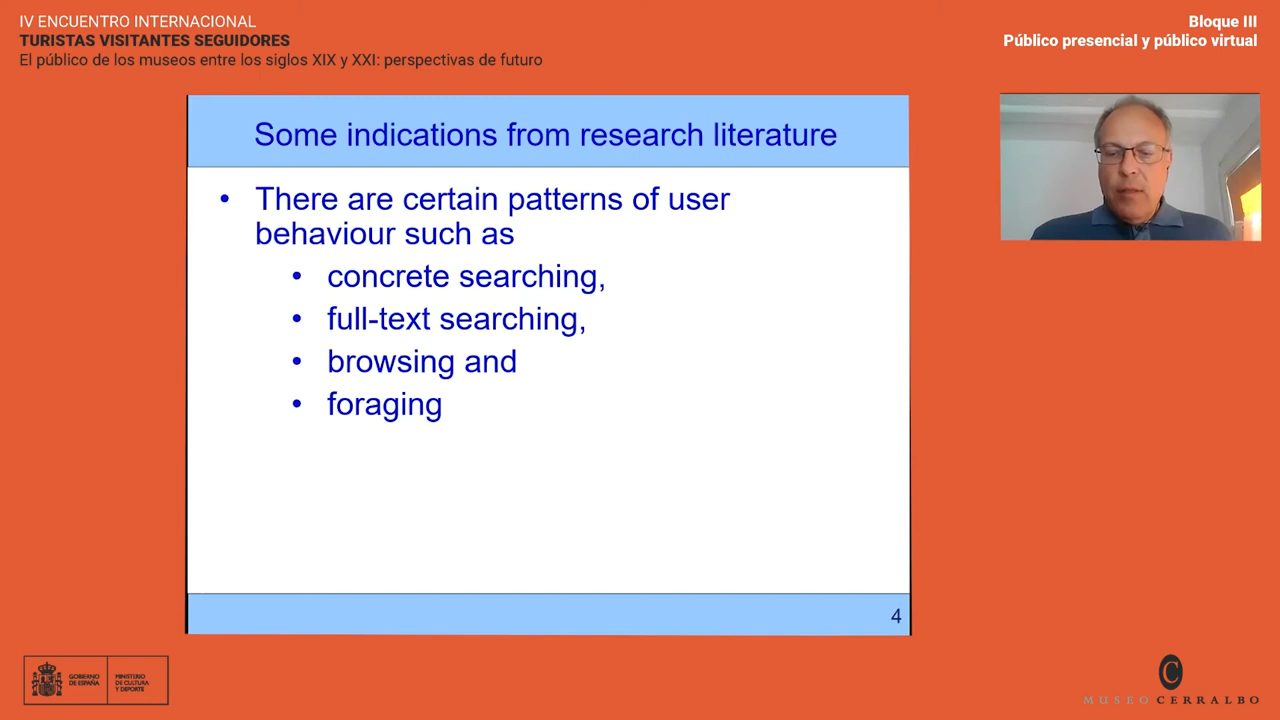 IV ENCUENTRO INTERNACIONAL
TURISTAS VISITANTES SEGUIDORES
El público de los museos entre los siglos XIX y XXI: perspectivas de futuro
Bloque III
Público presencial y público virtual
Some indications from research literature
• There are certain patterns of user
behaviour such as
• concrete searching,
• full-text searching,
• browsing and
• foraging
4
GOBIERNO
DE ESPAÑA
MINISTERIO
DE CULTURA
Y DEPORTE
C
MUSEO CERRALBO